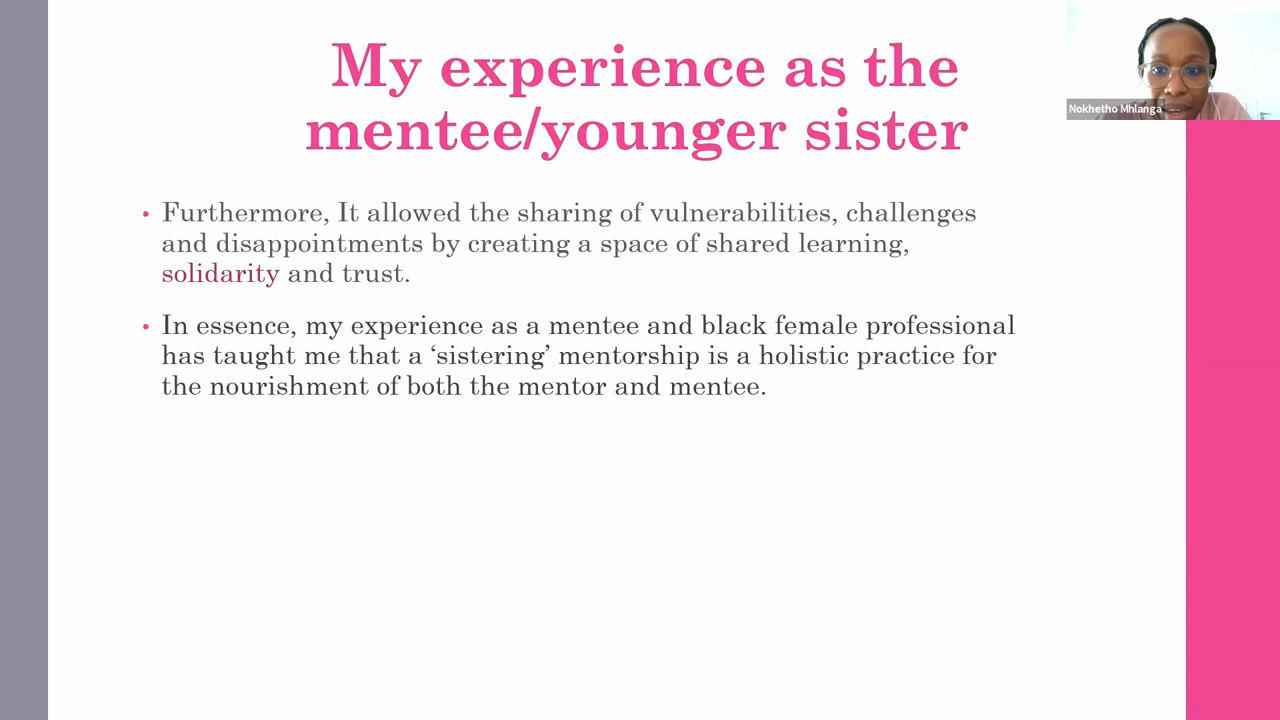 My experience as the
mentee/younger sister
Nokhetho Mhlanga
• Furthermore, It allowed the sharing of vulnerabilities, challenges
and disappointments by creating a space of shared learning,
solidarity and trust.
• In essence, my experience as a mentee and black female professional
has taught me that a ‘sistering’ mentorship is a holistic practice for
the nourishment of both the mentor and mentee.